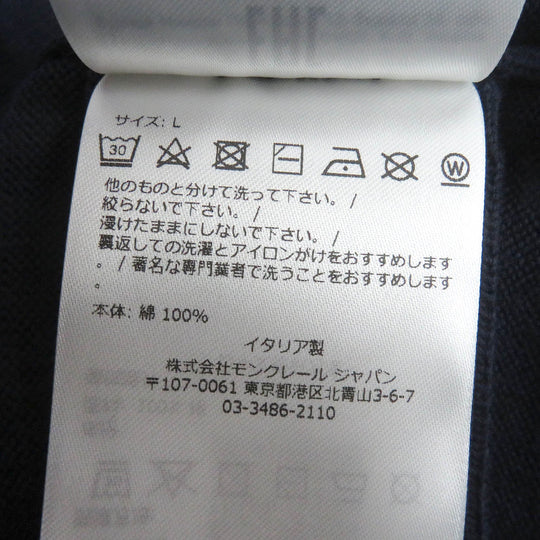 サイズ: L
30
W
他のものと分けて洗って下さい。/
絞らないで下さい。/
浸けたままにしないで下さい。/
裏返しての洗濯とアイロンがけをおすすめします
。/ 著名な専門業者で洗うことをおすすめします
。
本体: 綿 100%
イタリア製
株式会社モンクレール ジャパン
〒107-0061 東京都港区北青山3-6-7
03-3486-2110